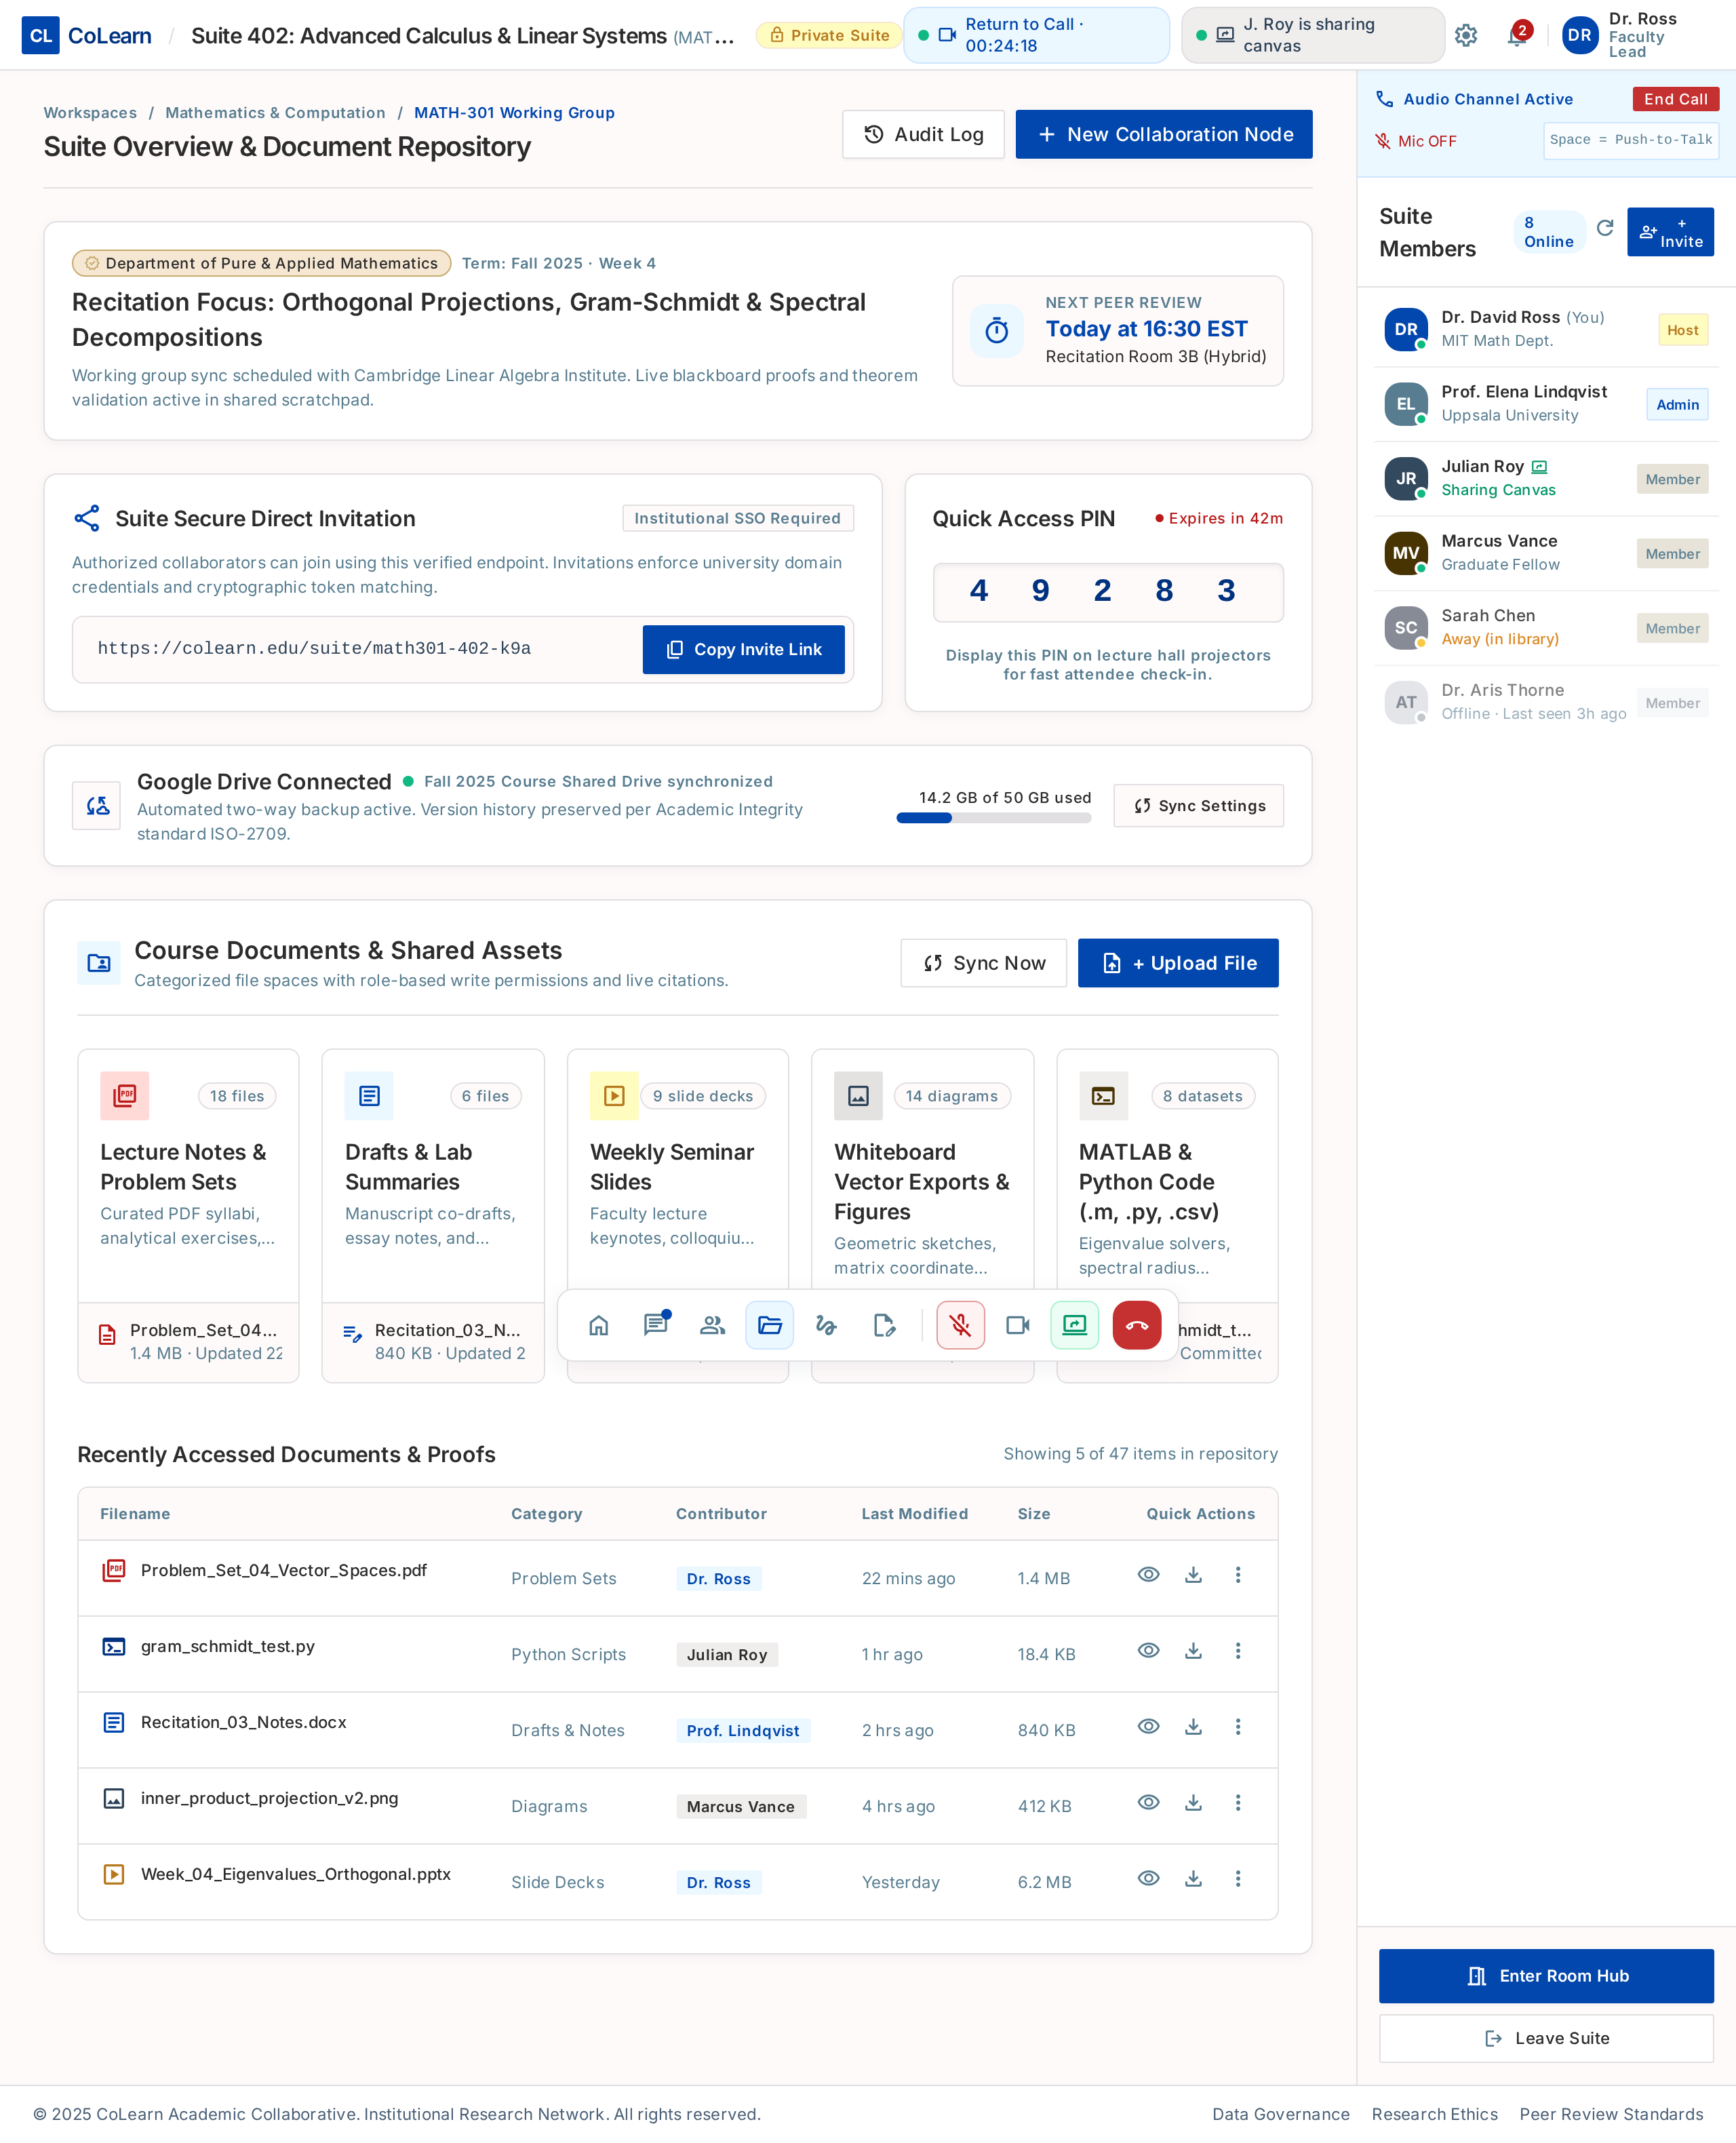 CL CoLearn / Suite 402: Advanced Calculus & Linear Systems (MAT...
Private Suite
Return to Call ·
00:24:18
J. Roy is sharing
canvas
2
DR
Dr. Ross
Faculty
Lead
Workspaces / Mathematics & Computation / MATH-301 Working Group
Suite Overview & Document Repository
Audit Log
+ New Collaboration Node
Department of Pure & Applied Mathematics
Term: Fall 2025 · Week 4
Recitation Focus: Orthogonal Projections, Gram-Schmidt & Spectral
Decompositions
Working group sync scheduled with Cambridge Linear Algebra Institute. Live blackboard proofs and theorem
validation active in shared scratchpad.
NEXT PEER REVIEW
Today at 16:30 EST
Recitation Room 3B (Hybrid)
Suite Secure Direct Invitation
Institutional SSO Required
Authorized collaborators can join using this verified endpoint. Invitations enforce university domain
credentials and cryptographic token matching.
https://colearn.edu/suite/math301-402-k9a
Copy Invite Link
Quick Access PIN
Expires in 42m
4 9 2 8 3
Display this PIN on lecture hall projectors
for fast attendee check-in.
Google Drive Connected
Fall 2025 Course Shared Drive synchronized
Automated two-way backup active. Version history preserved per Academic Integrity
standard ISO-2709.
14.2 GB of 50 GB used
Sync Settings
Course Documents & Shared Assets
Categorized file spaces with role-based write permissions and live citations.
Sync Now
+ Upload File
PDF
18 files
Lecture Notes &
Problem Sets
Curated PDF syllabi,
analytical exercises,...
Problem_Set_04...
1.4 MB · Updated 22
6 files
Drafts & Lab
Summaries
Manuscript co-drafts,
essay notes, and...
Recitation_03_N...
840 KB · Updated 2
9 slide decks
Weekly Seminar
Slides
Faculty lecture
keynotes, colloquiu...
14 diagrams
Whiteboard
Vector Exports &
Figures
Geometric sketches,
matrix coordinate...
8 datasets
MATLAB &
Python Code
(.m, .py, .csv)
Eigenvalue solvers,
spectral radius...
hmidt_t...
Committed
Recently Accessed Documents & Proofs
Showing 5 of 47 items in repository
Filename Category Contributor Last Modified Size Quick Actions
PDF Problem_Set_04_Vector_Spaces.pdf Problem Sets Dr. Ross 22 mins ago 1.4 MB
gram_schmidt_test.py Python Scripts Julian Roy 1 hr ago 18.4 KB
Recitation_03_Notes.docx Drafts & Notes Prof. Lindqvist 2 hrs ago 840 KB
inner_product_projection_v2.png Diagrams Marcus Vance 4 hrs ago 412 KB
Week_04_Eigenvalues_Orthogonal.pptx Slide Decks Dr. Ross Yesterday 6.2 MB
Audio Channel Active
End Call
Mic OFF
Space = Push-to-Talk
Suite
Members
8
Online
+
Invite
DR
Dr. David Ross (You)
MIT Math Dept.
Host
EL
Prof. Elena Lindqvist
Uppsala University
Admin
JR
Julian Roy
Sharing Canvas
Member
MV
Marcus Vance
Graduate Fellow
Member
SC
Sarah Chen
Away (in library)
Member
AT
Dr. Aris Thorne
Offline · Last seen 3h ago
Member
Enter Room Hub
Leave Suite
© 2025 CoLearn Academic Collaborative. Institutional Research Network. All rights reserved.
Data Governance Research Ethics Peer Review Standards